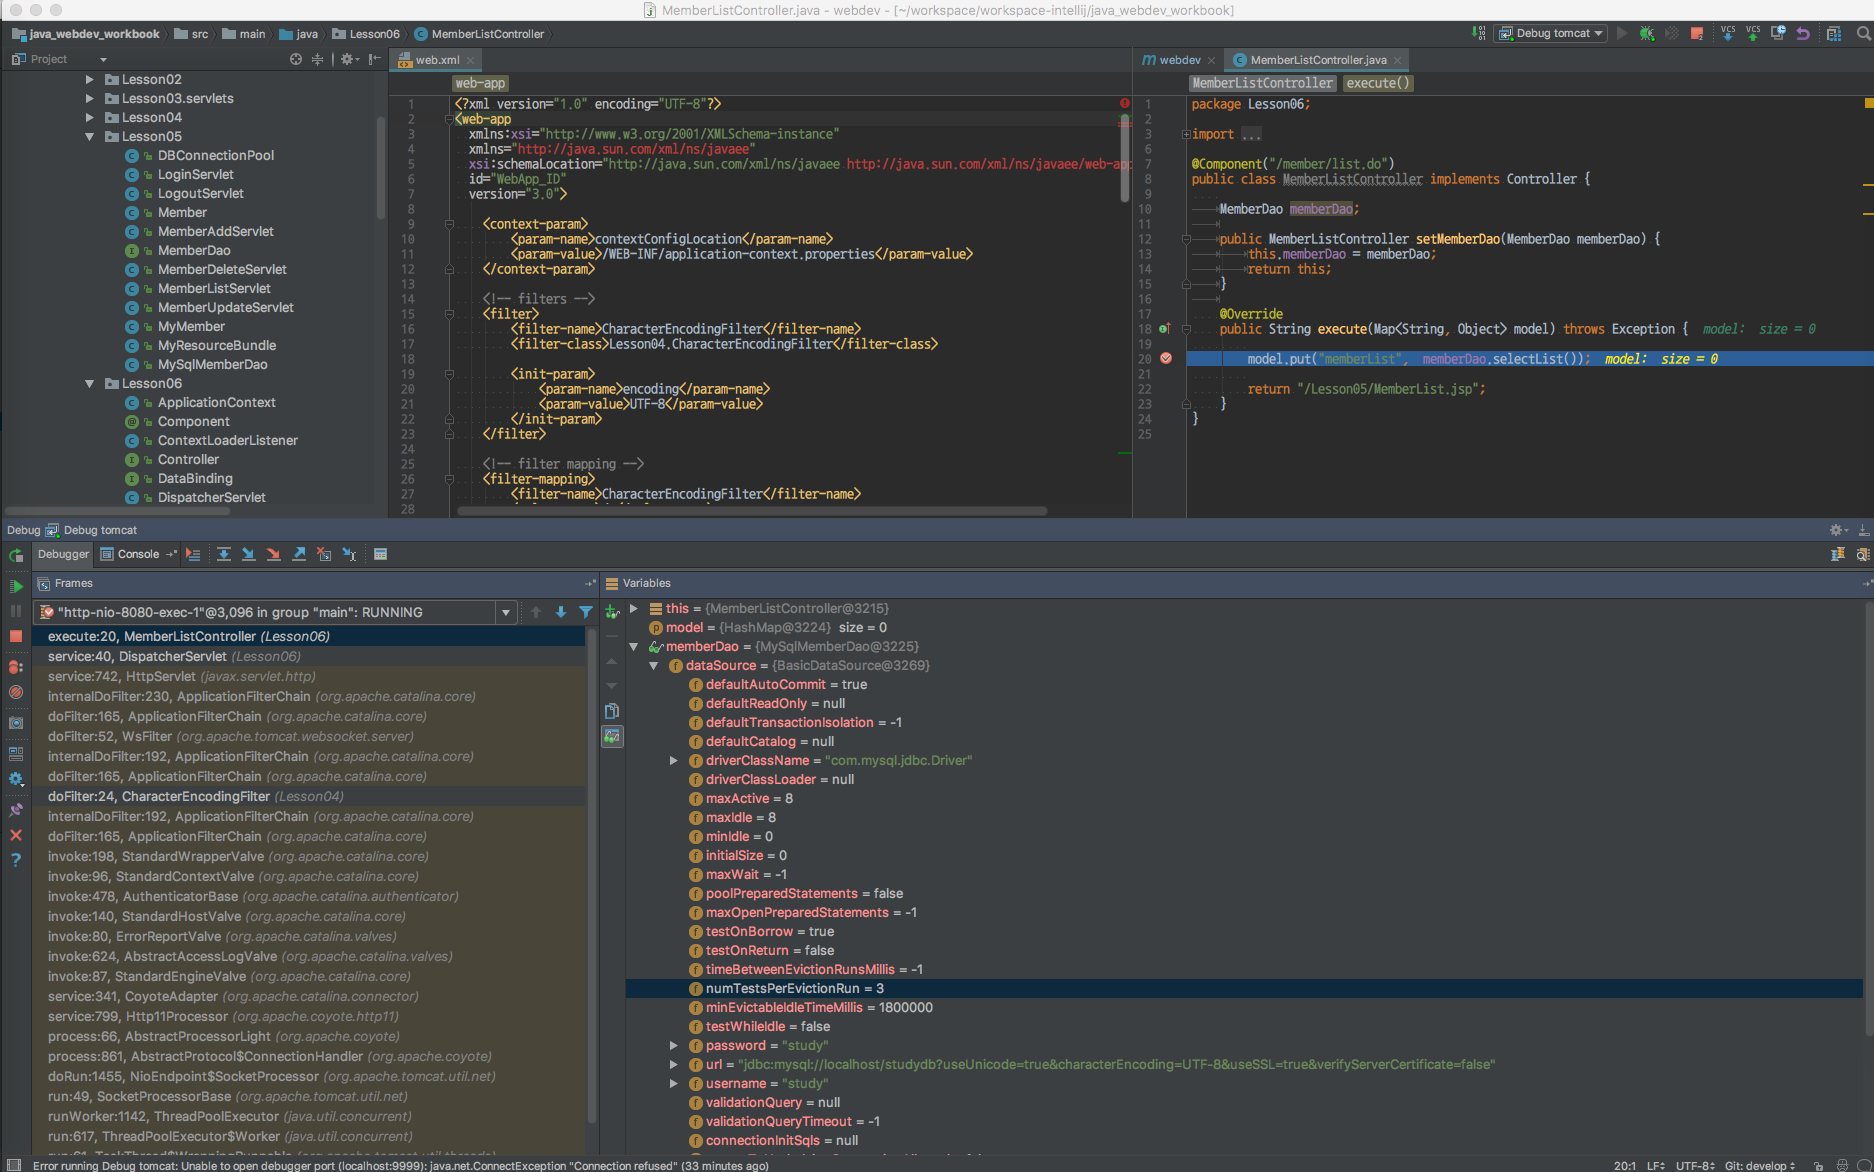 MemberListController.java - webdev - [~/workspace/workspace-intellij/java_webdev_workbook]
java_webdev_workbook src main java Lesson06 MemberListController
Debug tomcat
VCS VCS
Project
Lesson02
Lesson03.servlets
Lesson04
Lesson05
DBConnectionPool
LoginServlet
LogoutServlet
Member
MemberAddServlet
MemberDao
MemberDeleteServlet
MemberListServlet
MemberUpdateServlet
MyMember
MyResourceBundle
MySqlMemberDao
Lesson06
ApplicationContext
Component
ContextLoaderListener
Controller
DataBinding
DispatcherServlet
web.xml
web-app
1 <?xml version="1.0" encoding="UTF-8"?>
2 <web-app
3 xmlns:xsi="http://www.w3.org/2001/XMLSchema-instance"
4 xmlns="http://java.sun.com/xml/ns/javaee"
5 xsi:schemaLocation="http://java.sun.com/xml/ns/javaee http://java.sun.com/xml/ns/javaee/web-app
6 id="WebApp_ID"
7 version="3.0">
8
9 <context-param>
10 <param-name>contextConfigLocation</param-name>
11 <param-value>/WEB-INF/application-context.properties</param-value>
12 </context-param>
13
14 <!-- filters -->
15 <filter>
16 <filter-name>CharacterEncodingFilter</filter-name>
17 <filter-class>Lesson04.CharacterEncodingFilter</filter-class>
18
19 <init-param>
20 <param-name>encoding</param-name>
21 <param-value>UTF-8</param-value>
22 </init-param>
23 </filter>
24
25 <!-- filter mapping -->
26 <filter-mapping>
27 <filter-name>CharacterEncodingFilter</filter-name>
28
webdev MemberListController.java
MemberListController execute()
1 package Lesson06;
2
3 import ...
6
7 @Component("/member/list.do")
8 public class MemberListController implements Controller {
9
10 MemberDao memberDao;
11
12 public MemberListController setMemberDao(MemberDao memberDao) {
13 this.memberDao = memberDao;
14 return this;
15 }
16
17 @Override
18 public String execute(Map<String, Object> model) throws Exception { model: size = 0
19
20 model.put("memberList", memberDao.selectList()); model: size = 0
21
22 return "/Lesson05/MemberList.jsp";
23 }
24 }
25
Debug Debug tomcat
Debugger Console
Frames
"http-nio-8080-exec-1"@3,096 in group "main": RUNNING
execute:20, MemberListController (Lesson06)
service:40, DispatcherServlet (Lesson06)
service:742, HttpServlet (javax.servlet.http)
internalDoFilter:230, ApplicationFilterChain (org.apache.catalina.core)
doFilter:165, ApplicationFilterChain (org.apache.catalina.core)
doFilter:52, WsFilter (org.apache.tomcat.websocket.server)
internalDoFilter:192, ApplicationFilterChain (org.apache.catalina.core)
doFilter:165, ApplicationFilterChain (org.apache.catalina.core)
doFilter:24, CharacterEncodingFilter (Lesson04)
internalDoFilter:192, ApplicationFilterChain (org.apache.catalina.core)
doFilter:165, ApplicationFilterChain (org.apache.catalina.core)
invoke:198, StandardWrapperValve (org.apache.catalina.core)
invoke:96, StandardContextValve (org.apache.catalina.core)
invoke:478, AuthenticatorBase (org.apache.catalina.authenticator)
invoke:140, StandardHostValve (org.apache.catalina.core)
invoke:80, ErrorReportValve (org.apache.catalina.valves)
invoke:624, AbstractAccessLogValve (org.apache.catalina.valves)
invoke:87, StandardEngineValve (org.apache.catalina.core)
service:341, CoyoteAdapter (org.apache.catalina.connector)
service:799, Http11Processor (org.apache.coyote.http11)
process:66, AbstractProcessorLight (org.apache.coyote)
process:861, AbstractProtocol$ConnectionHandler (org.apache.coyote)
doRun:1455, NioEndpoint$SocketProcessor (org.apache.tomcat.util.net)
run:49, SocketProcessorBase (org.apache.tomcat.util.net)
runWorker:1142, ThreadPoolExecutor (java.util.concurrent)
run:617, ThreadPoolExecutor$Worker (java.util.concurrent)
Variables
this = {MemberListController@3215}
model = {HashMap@3224} size = 0
memberDao = {MySqlMemberDao@3225}
dataSource = {BasicDataSource@3269}
defaultAutoCommit = true
defaultReadOnly = null
defaultTransactionIsolation = -1
defaultCatalog = null
driverClassName = "com.mysql.jdbc.Driver"
driverClassLoader = null
maxActive = 8
maxIdle = 8
minIdle = 0
initialSize = 0
maxWait = -1
poolPreparedStatements = false
maxOpenPreparedStatements = -1
testOnBorrow = true
testOnReturn = false
timeBetweenEvictionRunsMillis = -1
numTestsPerEvictionRun = 3
minEvictableIdleTimeMillis = 1800000
testWhileIdle = false
password = "study"
url = "jdbc:mysql://localhost/studydb?useUnicode=true&characterEncoding=UTF-8&useSSL=true&verifyServerCertificate=false"
username = "study"
validationQuery = null
validationQueryTimeout = -1
connectionInitSqls = null
Error running Debug tomcat: Unable to open debugger port (localhost:9999): java.net.ConnectException "Connection refused" (33 minutes ago)
20:1 LF UTF-8 Git: develop